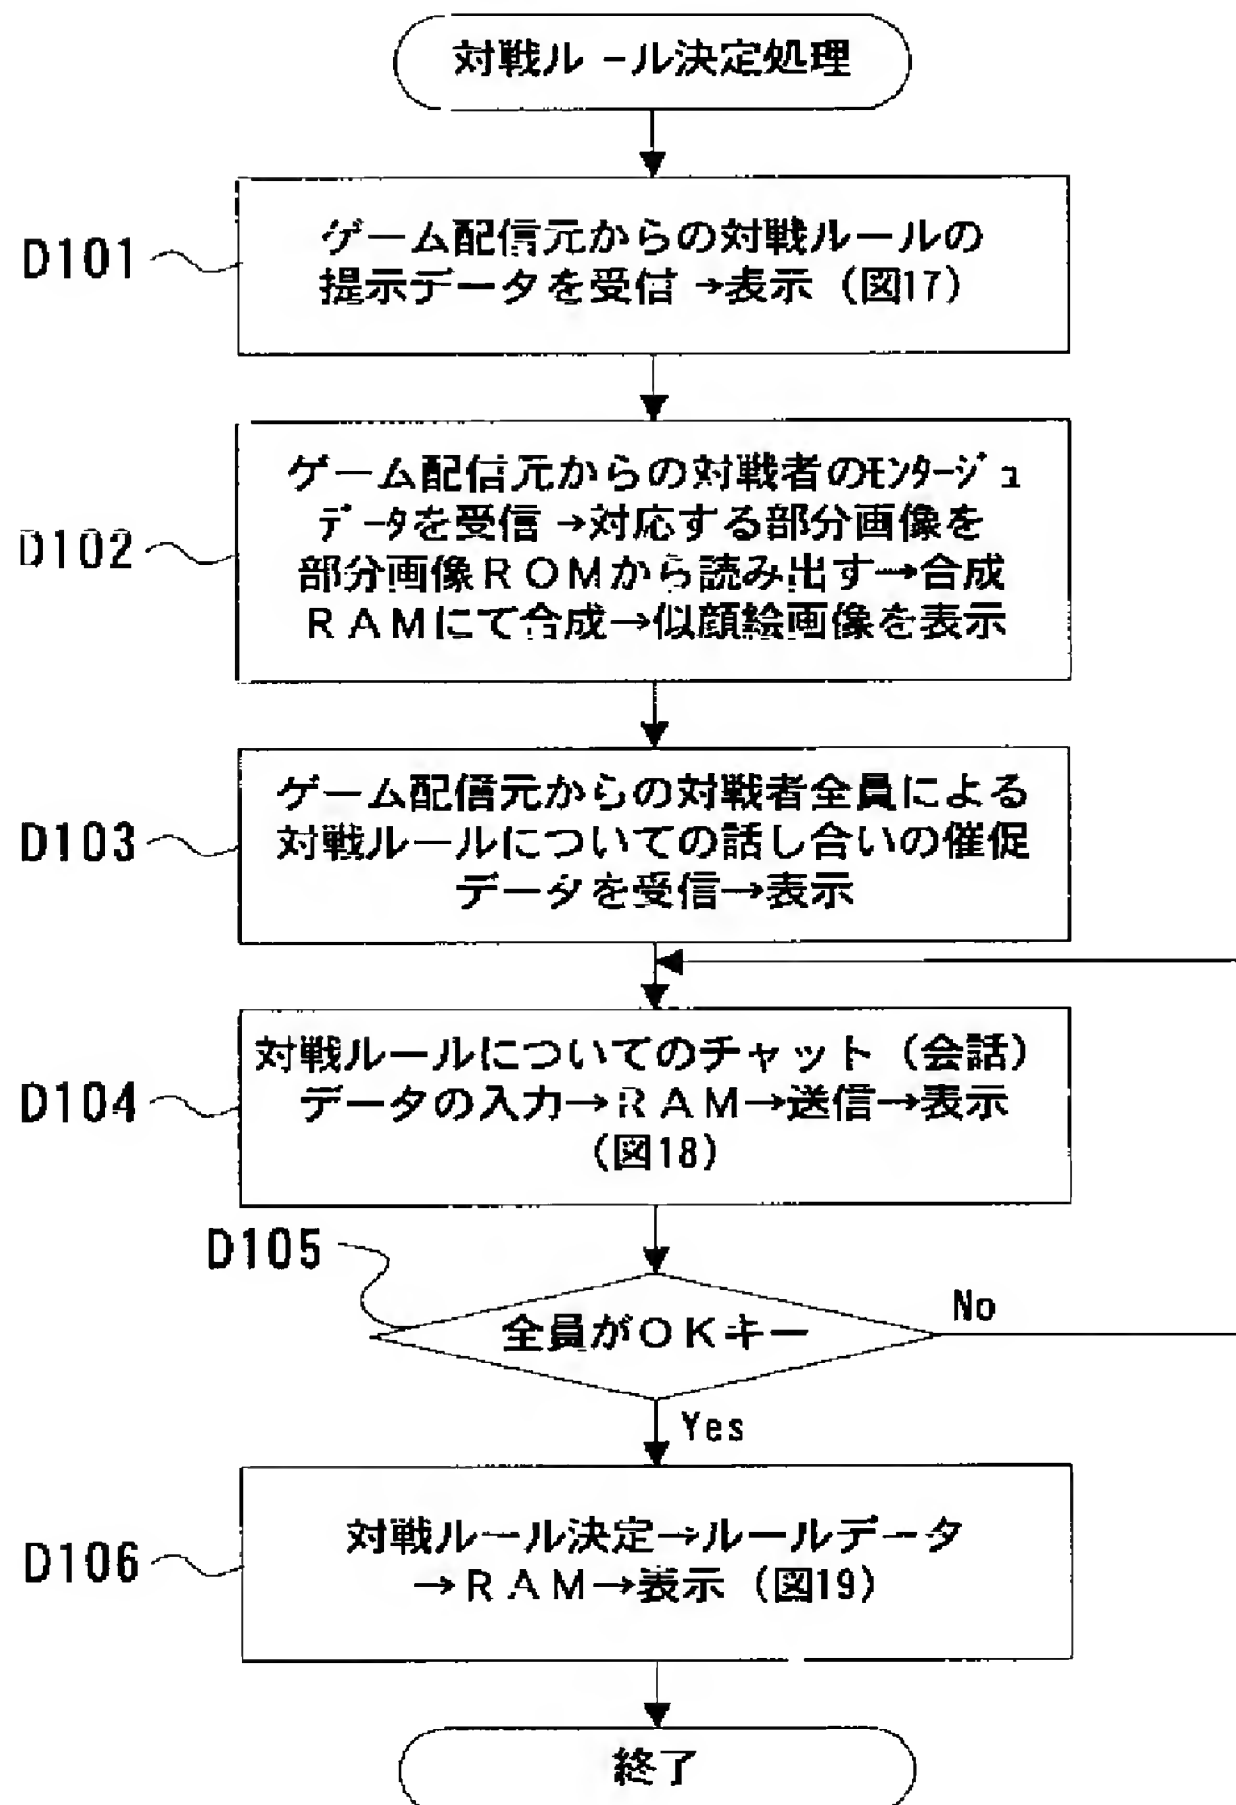 対戦ルール決定処理
D101
ゲーム配信元からの対戦ルールの
提示データを受信→表示（図17）
D102
ゲーム配信元からの対戦者のﾓﾝﾀｰｼﾞｭ
ﾃﾞｰﾀを受信→対応する部分画像を
部分画像ＲＯＭから読み出す→合成
ＲＡＭにて合成→似顔絵画像を表示
D103
ゲーム配信元からの対戦者全員による
対戦ルールについての話し合いの催促
データを受信→表示
D104
対戦ルールについてのチャット（会話）
データの入力→ＲＡＭ→送信→表示
（図18）
D105
全員がＯＫキー
No
Yes
D106
対戦ルール決定→ルールデータ
→ＲＡＭ→表示（図19）
終了